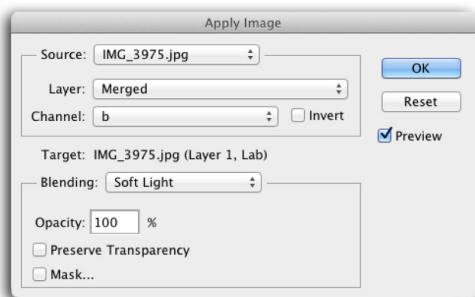 Apply Image
Source: IMG_3975.jpg
OK
Layer: Merged
Reset
Channel: b
Invert
Preview
Target: IMG_3975.jpg (Layer 1, Lab)
Blending: Soft Light
Opacity: 100 %
Preserve Transparency
Mask...